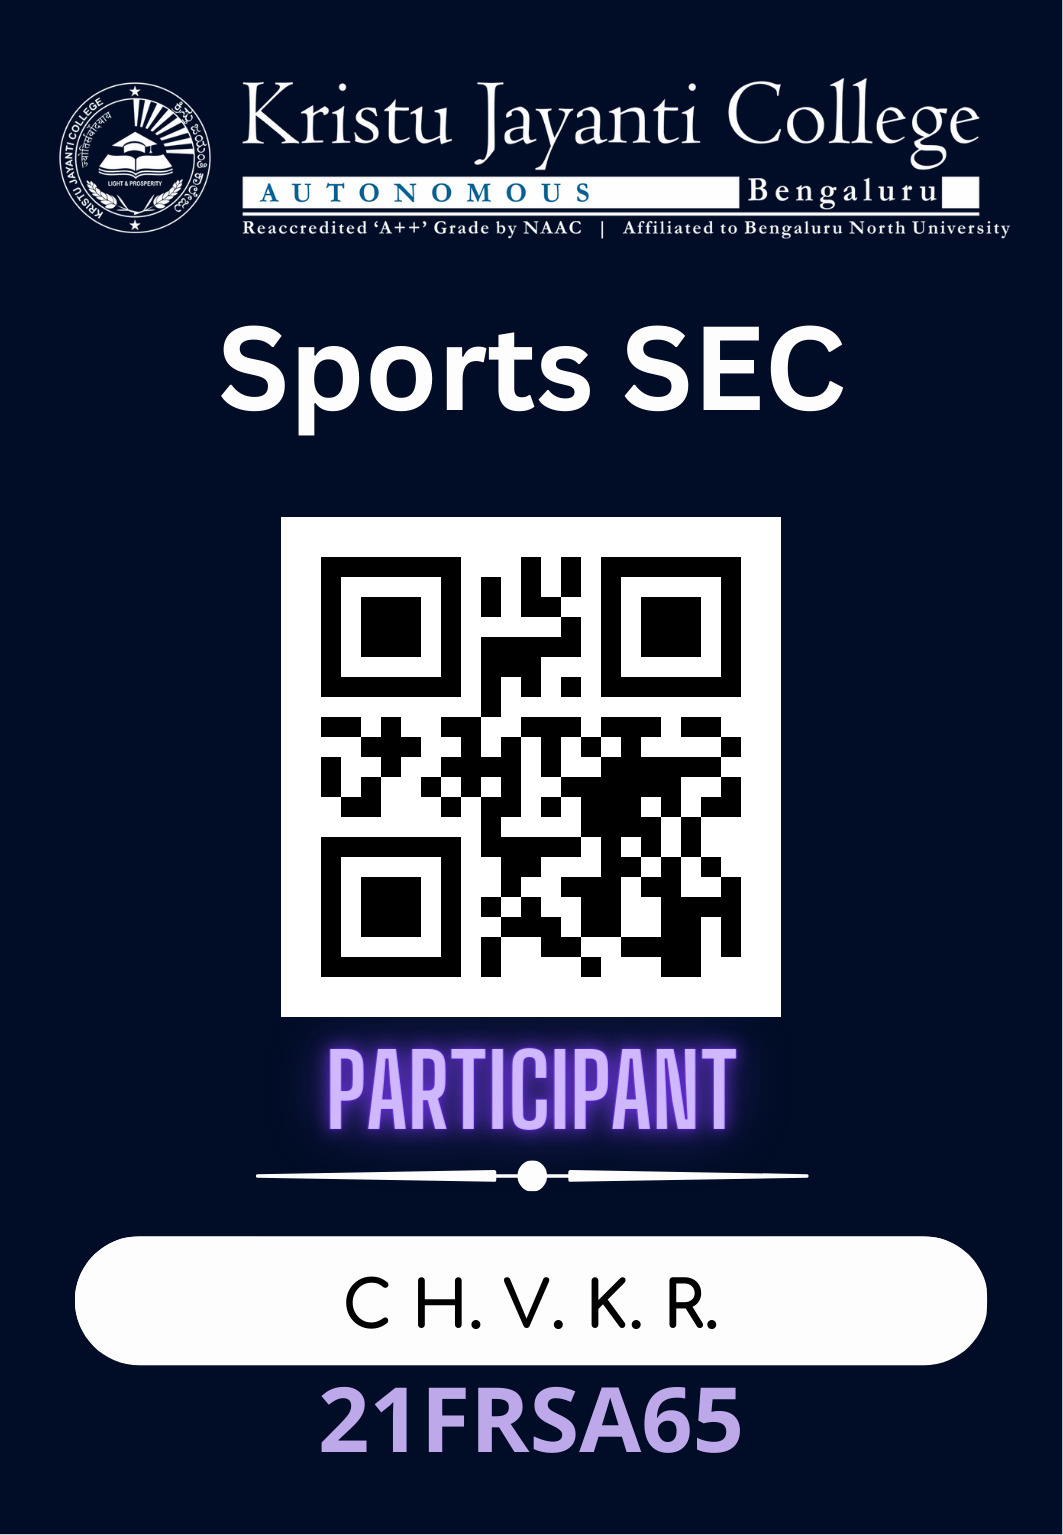 KRISTU JAYANTI COLLEGE
ಕ್ರಿಸ್ತು ಜಯಂತಿ ಕಾಲೇಜು
LIGHT & PROSPERITY
Kristu Jayanti College
AUTONOMOUS Bengaluru
Reaccredited ‘A++’ Grade by NAAC | Affiliated to Bengaluru North University
Sports SEC
PARTICIPANT
C H. V. K. R.
21FRSA65